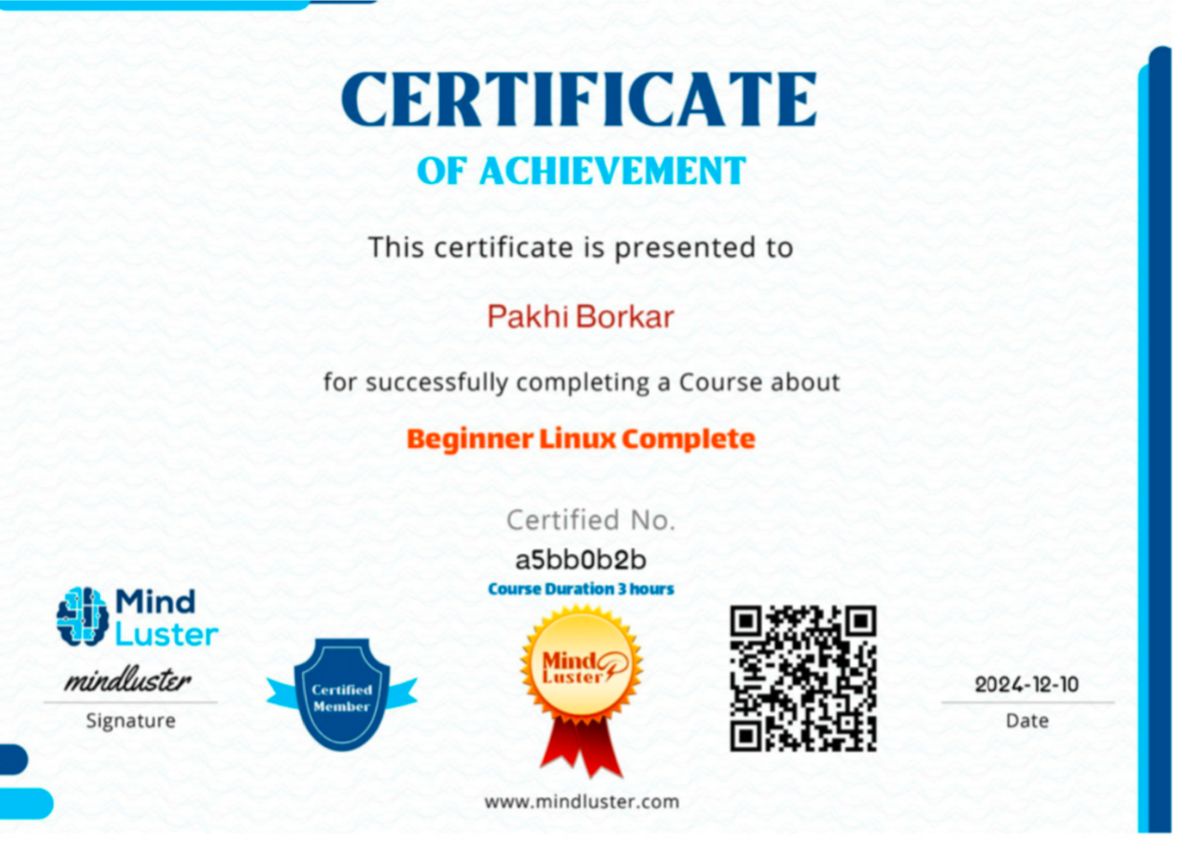 CERTIFICATE
OF ACHIEVEMENT
This certificate is presented to
Pakhi Borkar
for successfully completing a Course about
Beginner Linux Complete
Certified No.
a5bb0b2b
Course Duration 3 hours
Mind
Luster
mindluster
Signature
Certified
Member
Mind
Luster
2024-12-10
Date
www.mindluster.com